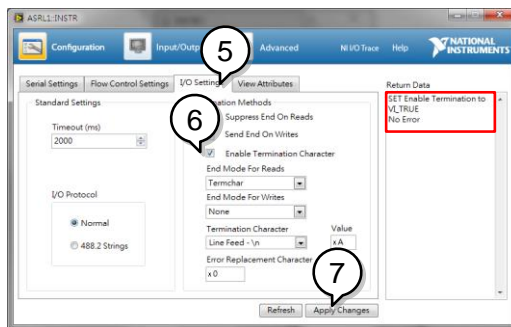 ASRL1::INSTR
Configuration
Input/Outp
Advanced
NI I/O Trace
Help
NATIONAL
INSTRUMENTS
5
Serial Settings
Flow Control Settings
I/O Setting
View Attributes
Return Data
Standard Settings
Timeout (ms)
2000
I/O Protocol
Normal
488.2 Strings
6
Methods
Suppress End On Reads
Send End On Writes
Enable Termination Character
End Mode For Reads
Termchar
End Mode For Writes
None
Termination Character
Value
Line Feed - \n
xA
Error Replacement Character
x0
SET Enable Termination to
VI_TRUE
No Error
7
Refresh
Apply Changes